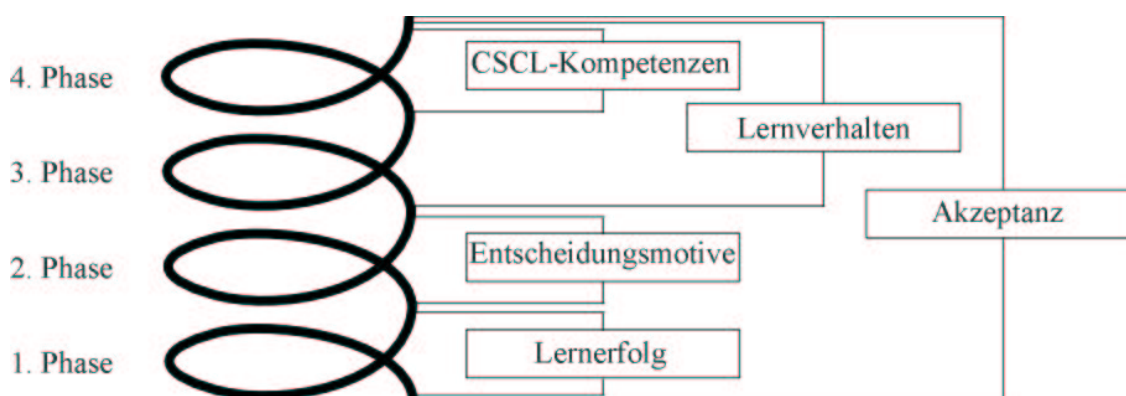 4. Phase
CSCL-Kompetenzen
Lernverhalten
3. Phase
Akzeptanz
2. Phase
Entscheidungsmotive
1. Phase
Lernerfolg